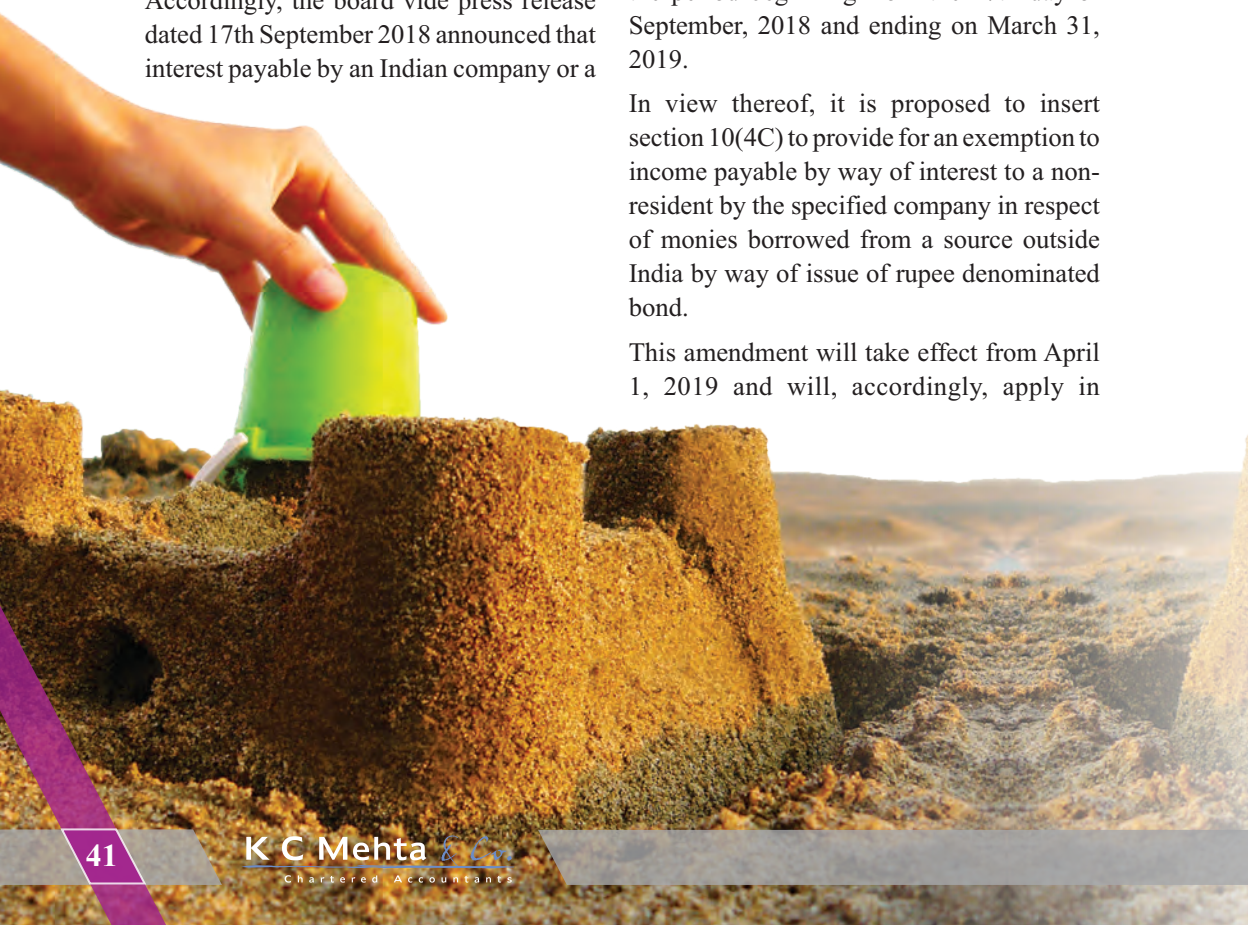 Accordingly, the board vide press release
dated 17th September 2018 announced that
interest payable by an Indian company or a
September, 2018 and ending on March 31,
2019.
In view thereof, it is proposed to insert
section 10(4C) to provide for an exemption to
income payable by way of interest to a non-
resident by the specified company in respect
of monies borrowed from a source outside
India by way of issue of rupee denominated
bond.
This amendment will take effect from April
1, 2019 and will, accordingly, apply in
41
K C Mehta & Co.
Chartered Accountants